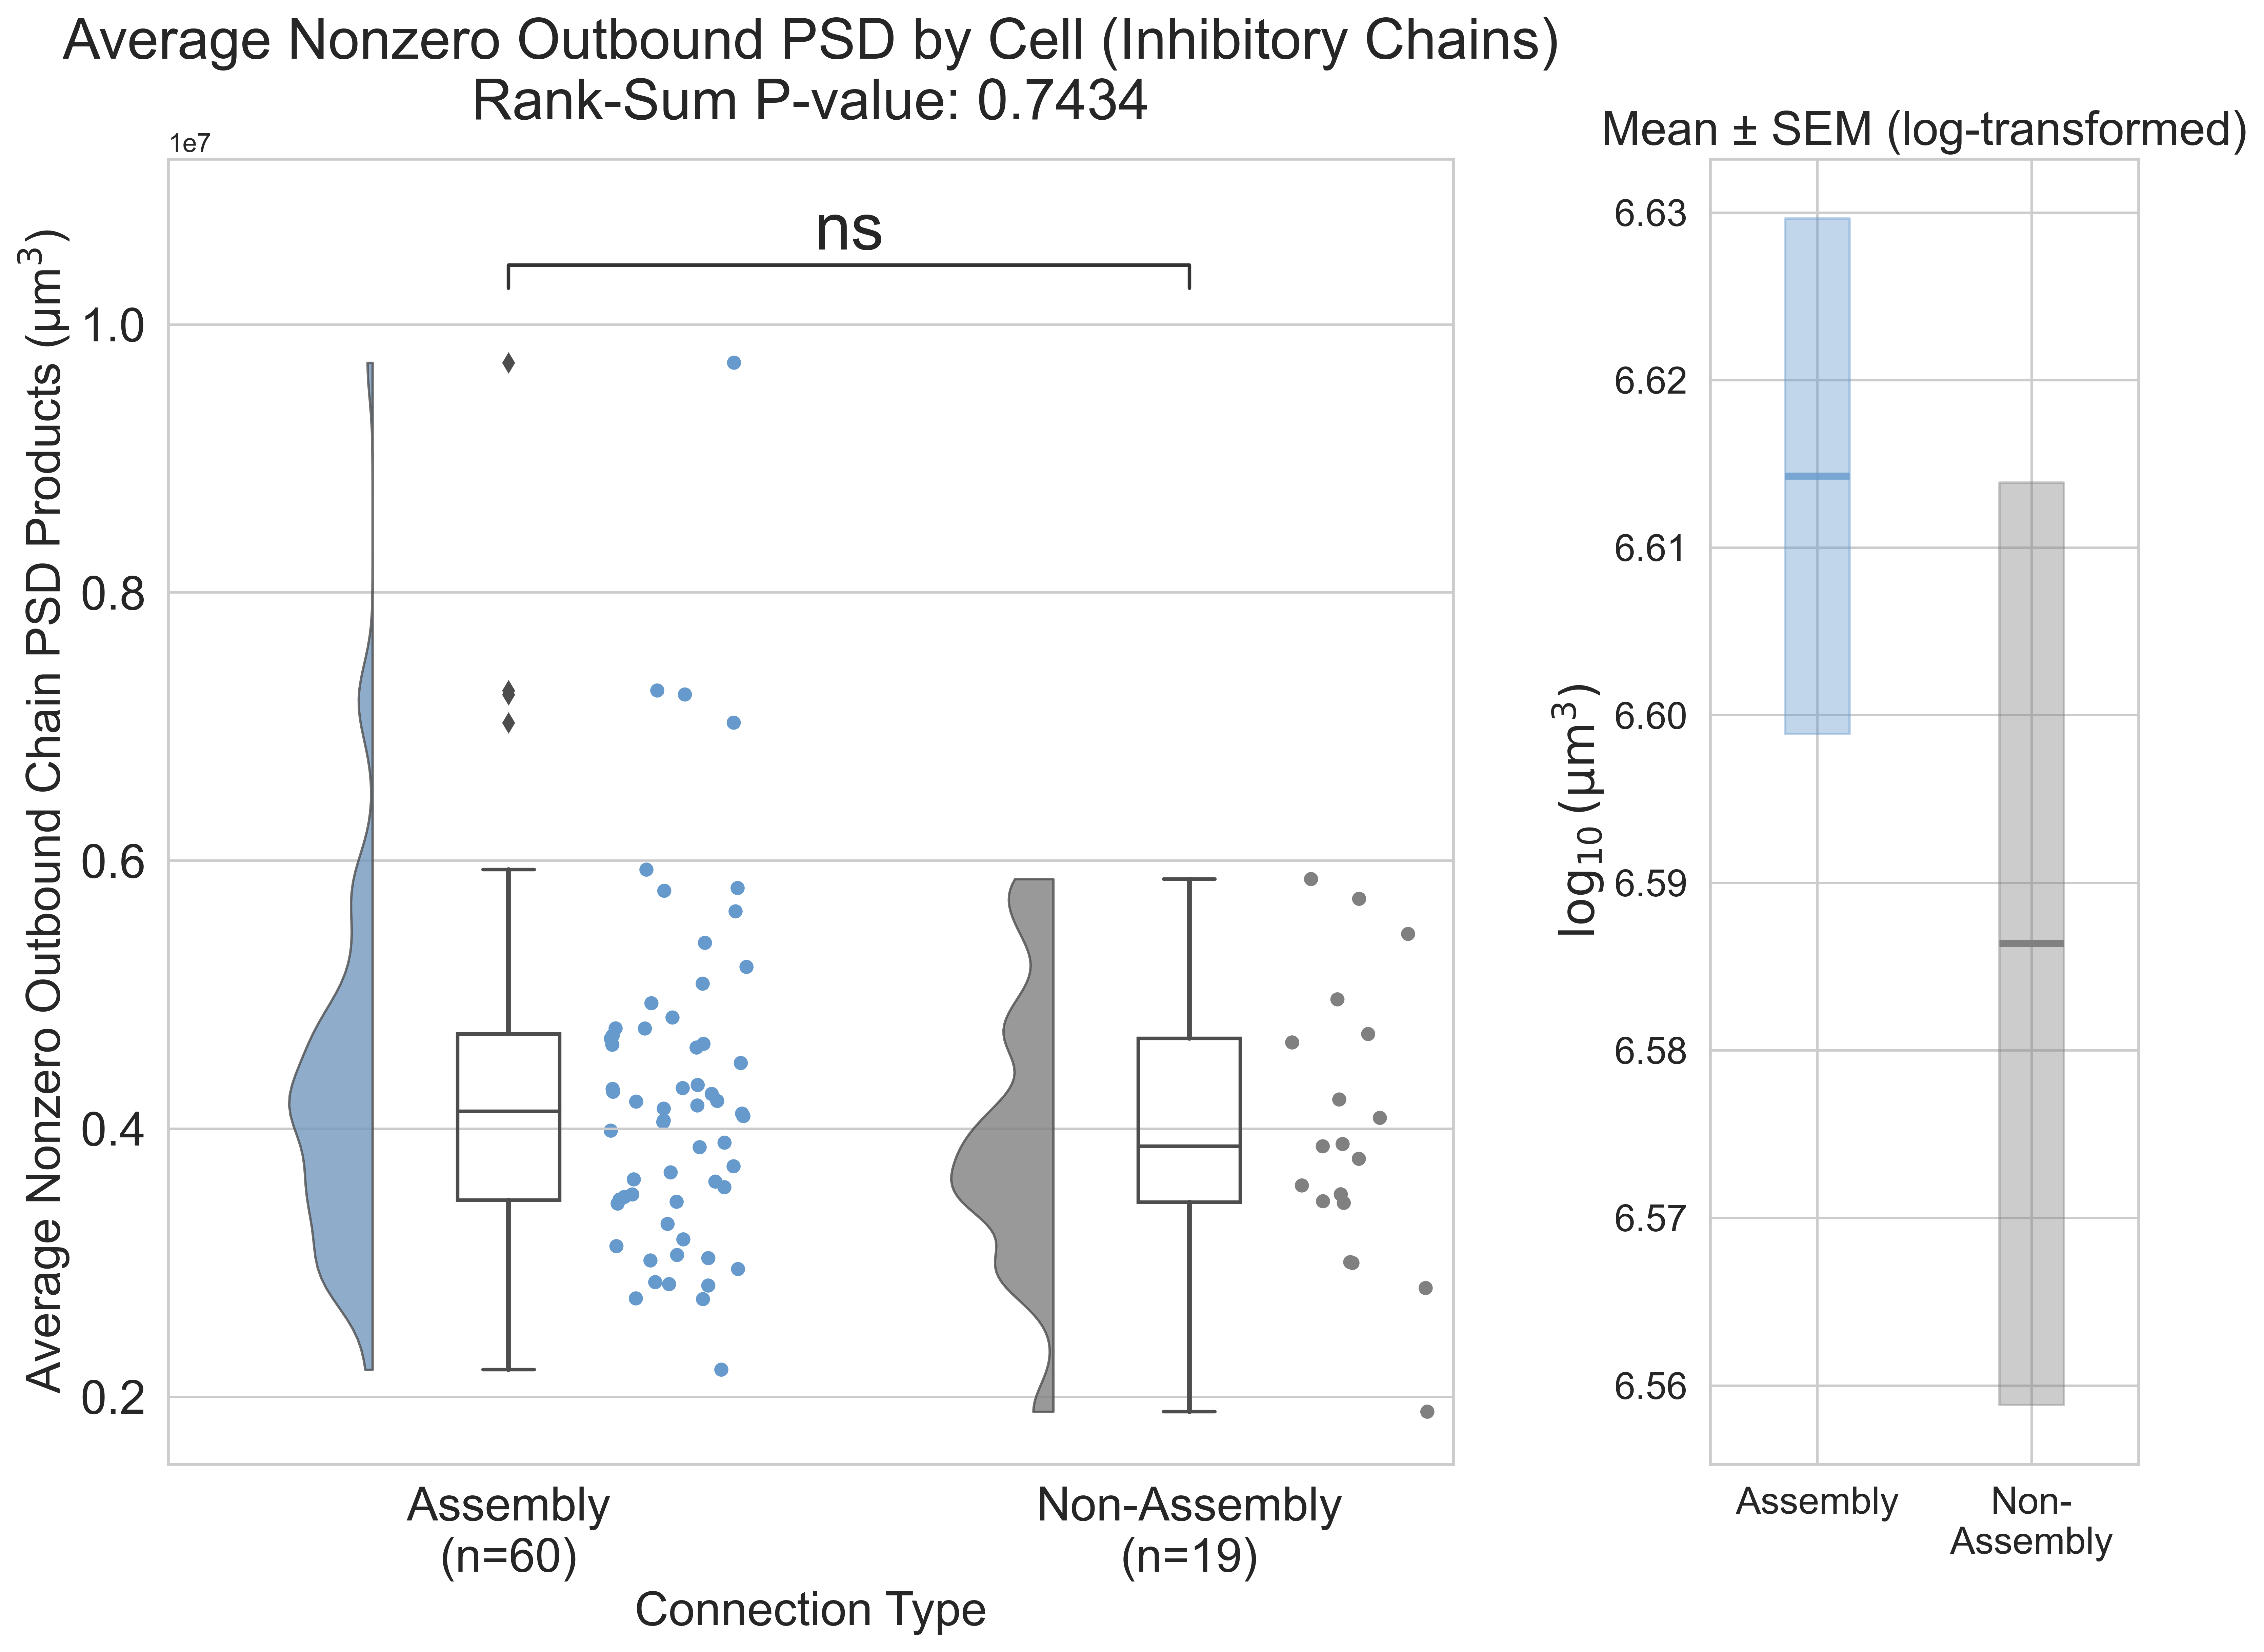 Average Nonzero Outbound PSD by Cell (Inhibitory Chains)
Rank-Sum P-value: 0.7434
1e7
Average Nonzero Outbound Chain PSD Products (μm³)
1.0
0.8
0.6
0.4
0.2
ns
Assembly
(n=60)
Non-Assembly
(n=19)
Connection Type
Mean ± SEM (log-transformed)
log₁₀ (μm³)
6.63
6.62
6.61
6.60
6.59
6.58
6.57
6.56
Assembly
Non-
Assembly